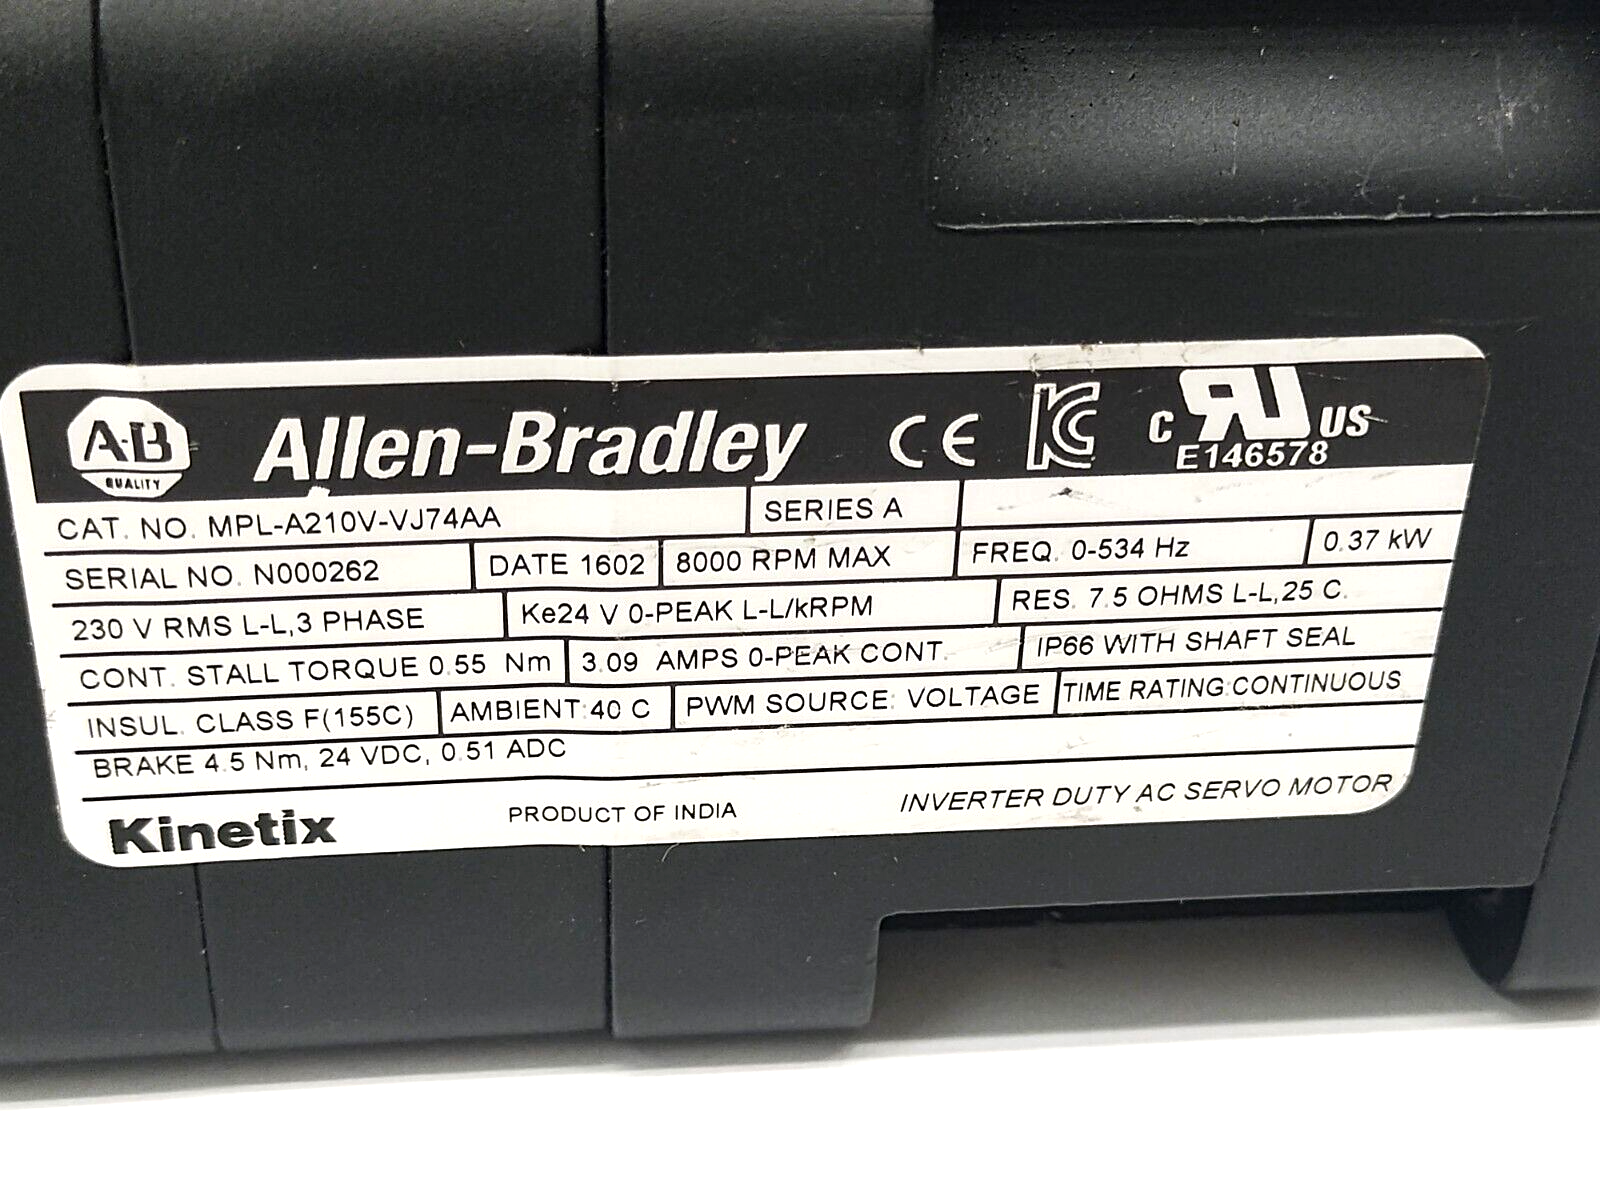 A-B
QUALITY
Allen-Bradley
CE KC c RU US
E146578
CAT. NO. MPL-A210V-VJ74AA SERIES A
SERIAL NO. N000262 DATE 1602 8000 RPM MAX FREQ. 0-534 Hz 0.37 kW
230 V RMS L-L,3 PHASE Ke24 V 0-PEAK L-L/kRPM RES. 7.5 OHMS L-L,25 C.
CONT. STALL TORQUE 0.55 Nm 3.09 AMPS 0-PEAK CONT. IP66 WITH SHAFT SEAL
INSUL. CLASS F(155C) AMBIENT:40 C PWM SOURCE: VOLTAGE TIME RATING:CONTINUOUS
BRAKE 4.5 Nm, 24 VDC, 0.51 ADC
Kinetix PRODUCT OF INDIA INVERTER DUTY AC SERVO MOTOR